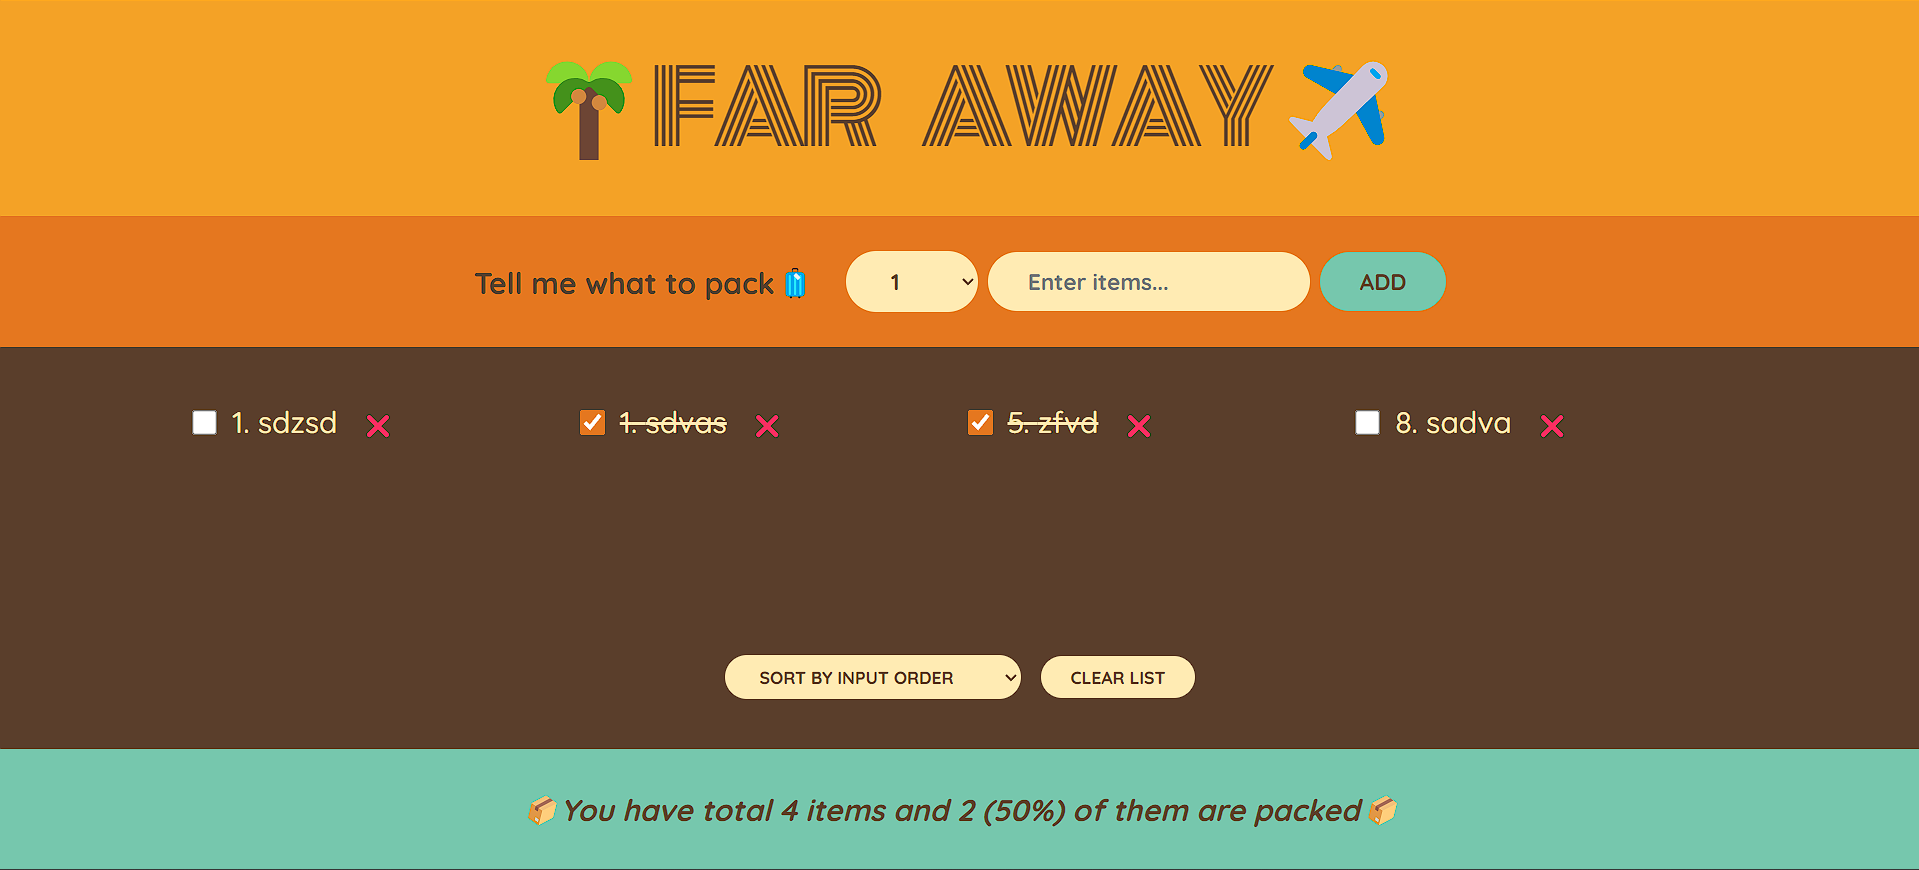 FAR AWAY
Tell me what to pack 1 Enter items... ADD
1. sdzsd 1. sdvas 5. zfvd 8. sadva
SORT BY INPUT ORDER CLEAR LIST
You have total 4 items and 2 (50%) of them are packed